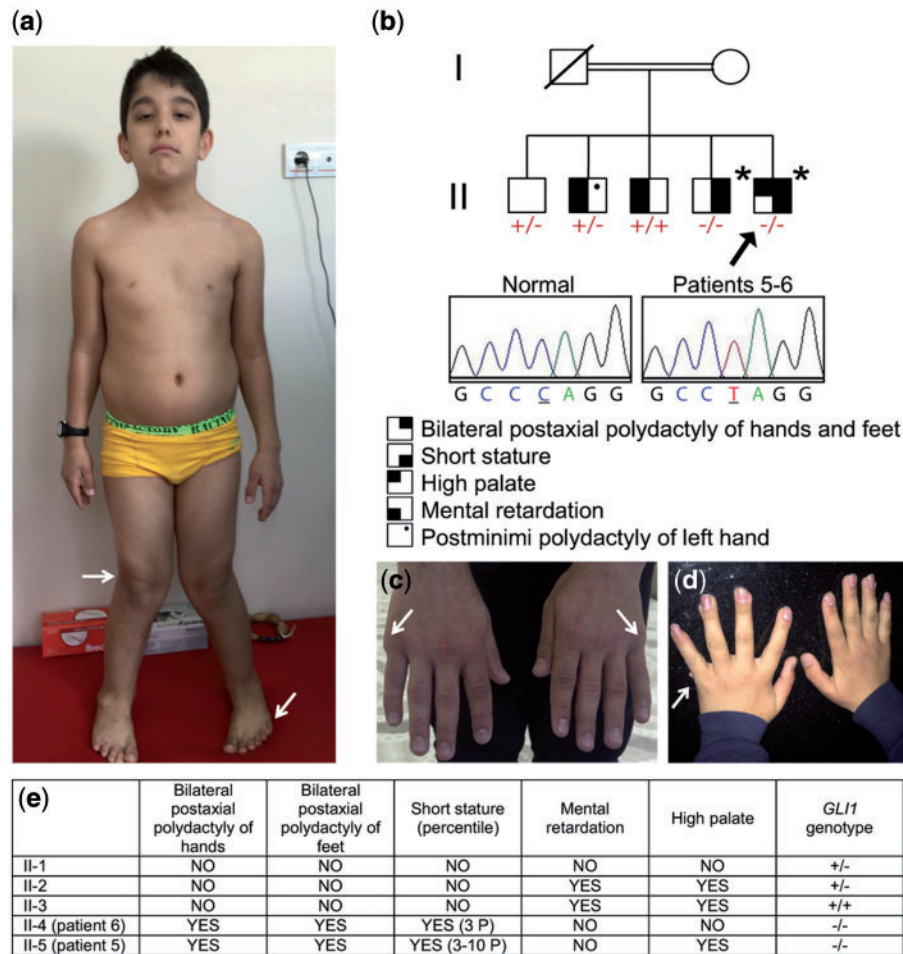 (a)
(b)
I
II
* *
+/- +/- +/+ -/- -/-
Normal
Patients 5-6
G C C C A G G
G C C T A G G
Bilateral postaxial polydactyly of hands and feet
Short stature
High palate
Mental retardation
Postminimi polydactyly of left hand
(c)
(d)
(e)
Bilateral postaxial polydactyly of hands
Bilateral postaxial polydactyly of feet
Short stature (percentile)
Mental retardation
High palate
GLI1 genotype
II-1 NO NO NO NO NO +/-
II-2 NO NO NO YES YES +/-
II-3 NO NO NO YES YES +/+
II-4 (patient 6) YES YES YES (3 P) NO NO -/-
II-5 (patient 5) YES YES YES (3-10 P) NO YES -/-